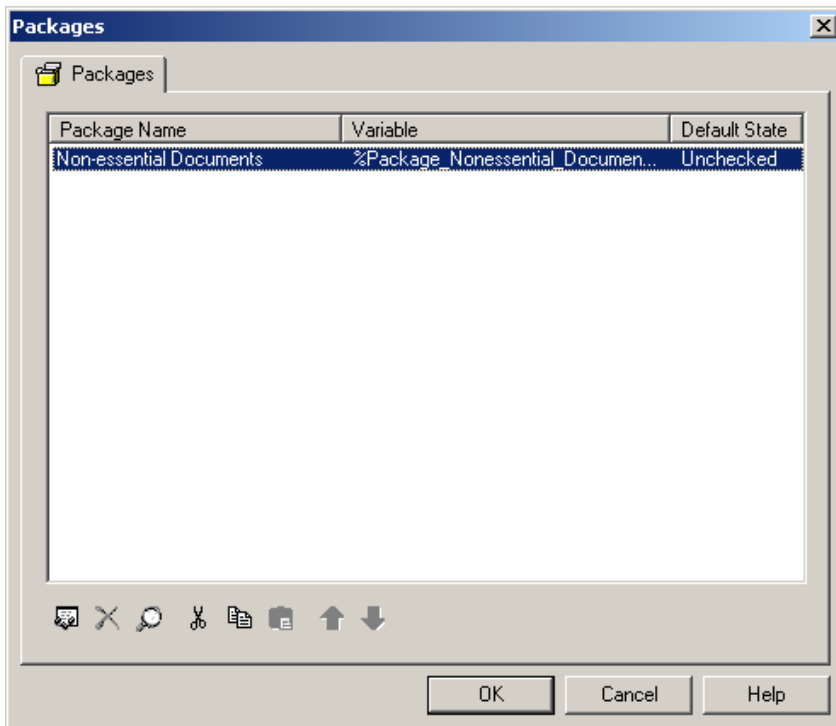 Packages
Packages
Package Name Variable Default State
Non-essential Documents %Package_Nonessential_Documen... Unchecked
OK Cancel Help